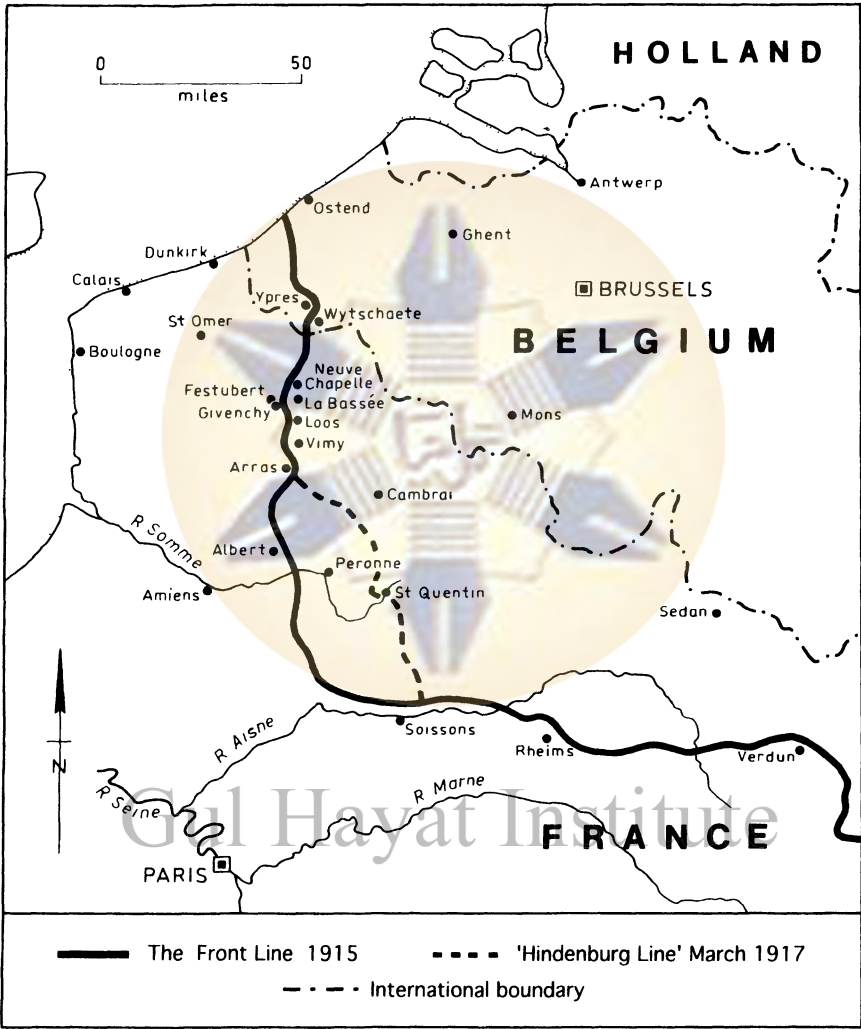 HOLLAND
0 50
miles
Antwerp
Ostend
Ghent
Dunkirk
BRUSSELS
Calais
Ypres
Wytschaete
St Omer
BELGIUM
Boulogne
Neuve
Chapelle
Festubert
La Bassée
Givenchy
Mons
Loos
Vimy
Arras
Cambrai
R Somme
Albert
Peronne
Amiens
St Quentin
Sedan
Soissons
R Aisne
Rheims
Verdun
N
R Marne
R Seine
Gul Hayat Institute
FRANCE
PARIS
The Front Line 1915
'Hindenburg Line' March 1917
International boundary